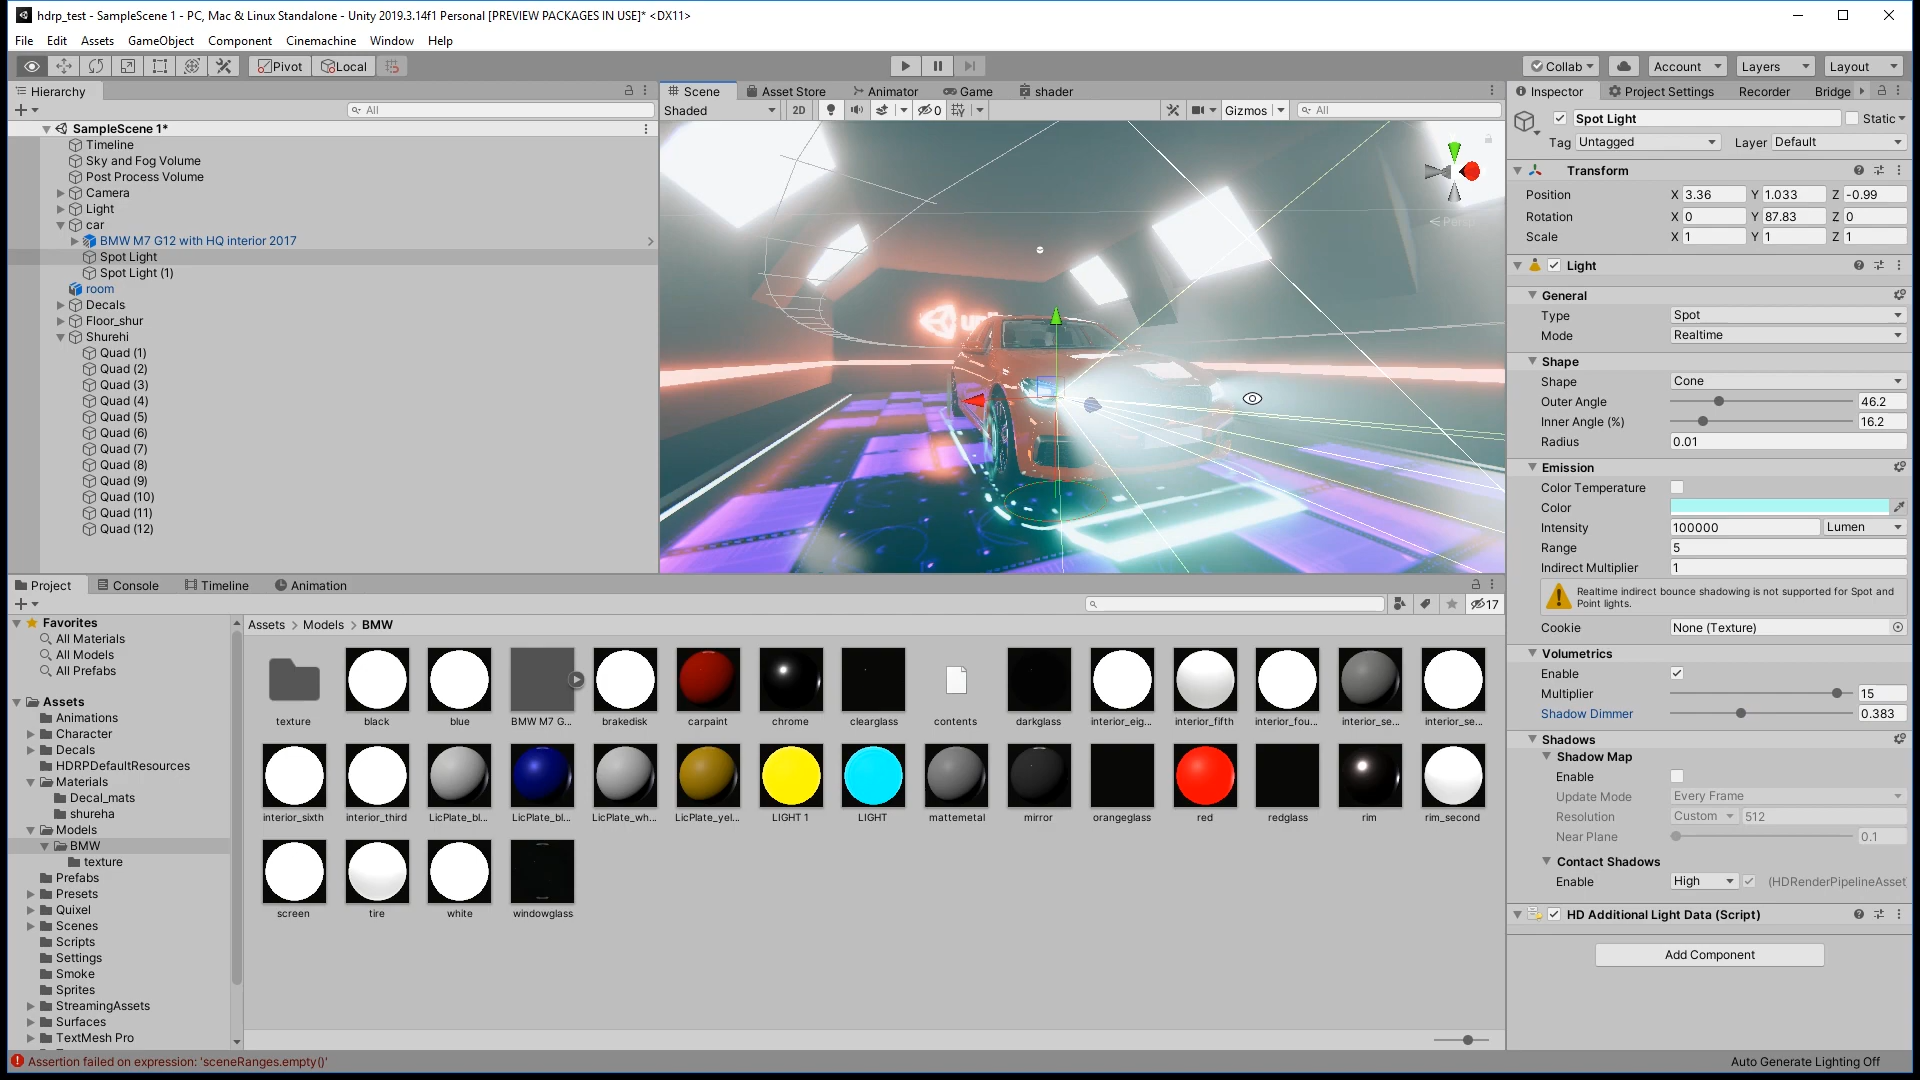 hdrp_test - SampleScene 1 - PC, Mac & Linux Standalone - Unity 2019.3.14f1 Personal [PREVIEW PACKAGES IN USE]* <DX11>
File Edit Assets GameObject Component Cinemachine Window Help
Pivot Local Collab Account Layers Layout
Hierarchy
All
SampleScene 1*
Timeline
Sky and Fog Volume
Post Process Volume
Camera
Light
car
BMW M7 G12 with HQ interior 2017
Spot Light
Spot Light (1)
room
Decals
Floor_shur
Shurehi
Quad (1)
Quad (2)
Quad (3)
Quad (4)
Quad (5)
Quad (6)
Quad (7)
Quad (8)
Quad (9)
Quad (10)
Quad (11)
Quad (12)
Scene Asset Store Animator Game shader
Shaded 2D 0 Gizmos All
Persp
Inspector Project Settings Recorder Bridge
Spot Light Static
Tag Untagged Layer Default
Transform
Position X 3.36 Y 1.033 Z -0.99
Rotation X 0 Y 87.83 Z 0
Scale X 1 Y 1 Z 1
Light
General
Type Spot
Mode Realtime
Shape
Shape Cone
Outer Angle 46.2
Inner Angle (%) 16.2
Radius 0.01
Emission
Color Temperature
Color
Intensity 100000 Lumen
Range 5
Indirect Multiplier 1
Realtime indirect bounce shadowing is not supported for Spot and
Point lights.
Cookie None (Texture)
Volumetrics
Enable
Multiplier 15
Shadow Dimmer 0.383
Shadows
Shadow Map
Enable
Update Mode Every Frame
Resolution Custom 512
Near Plane 0.1
Contact Shadows
Enable High (HDRenderPipelineAsset
HD Additional Light Data (Script)
Add Component
Project Console Timeline Animation
17
Favorites
All Materials
All Models
All Prefabs
Assets
Animations
Character
Decals
HDRPDefaultResources
Materials
Decal_mats
shureha
Models
BMW
texture
Prefabs
Presets
Quixel
Scenes
Scripts
Settings
Smoke
Sprites
StreamingAssets
Surfaces
TextMesh Pro
Assets > Models > BMW
texture black blue BMW M7 G... brakedisk carpaint chrome clearglass contents darkglass interior_eig... interior_fifth interior_fou... interior_se... interior_se...
interior_sixth interior_third LicPlate_bl... LicPlate_bl... LicPlate_wh... LicPlate_yel... LIGHT 1 LIGHT mattemetal mirror orangeglass red redglass rim rim_second
screen tire white windowglass
Assertion failed on expression: 'sceneRanges.empty()'
Auto Generate Lighting Off